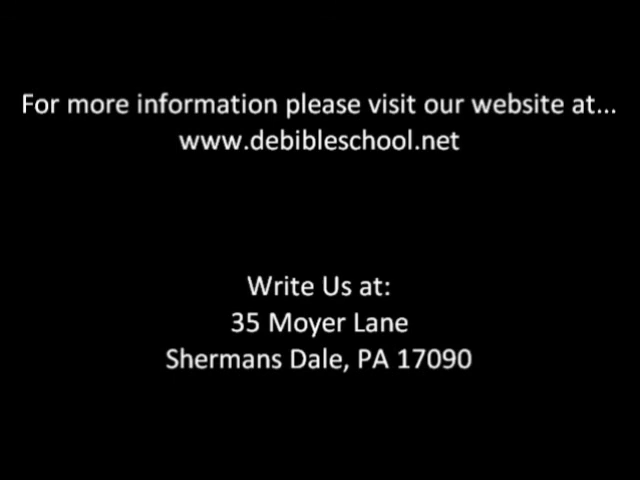 For more information please visit our website at...
www.debibleschool.net
Write Us at:
35 Moyer Lane
Shermans Dale, PA 17090